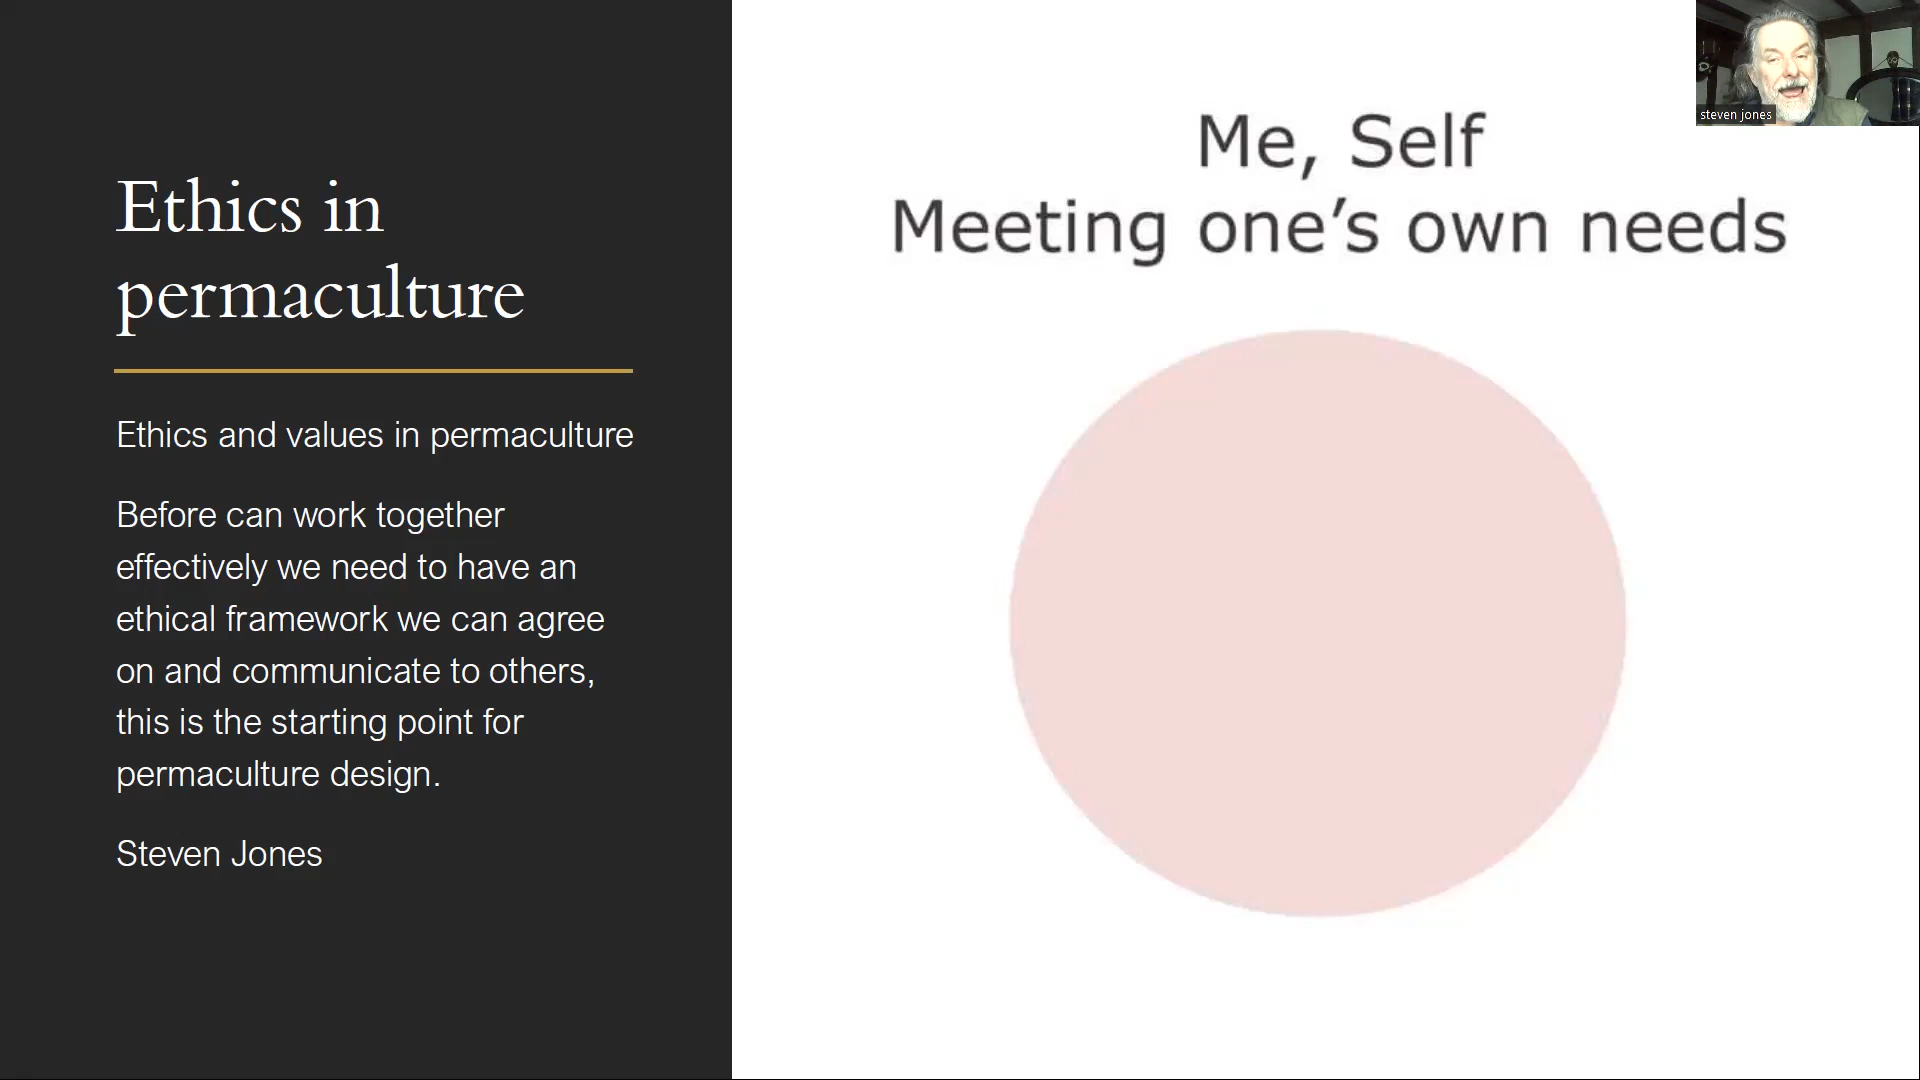 Ethics in
permaculture
Ethics and values in permaculture
Before can work together
effectively we need to have an
ethical framework we can agree
on and communicate to others,
this is the starting point for
permaculture design.
Steven Jones
Me, Self
Meeting one’s own needs
steven jones